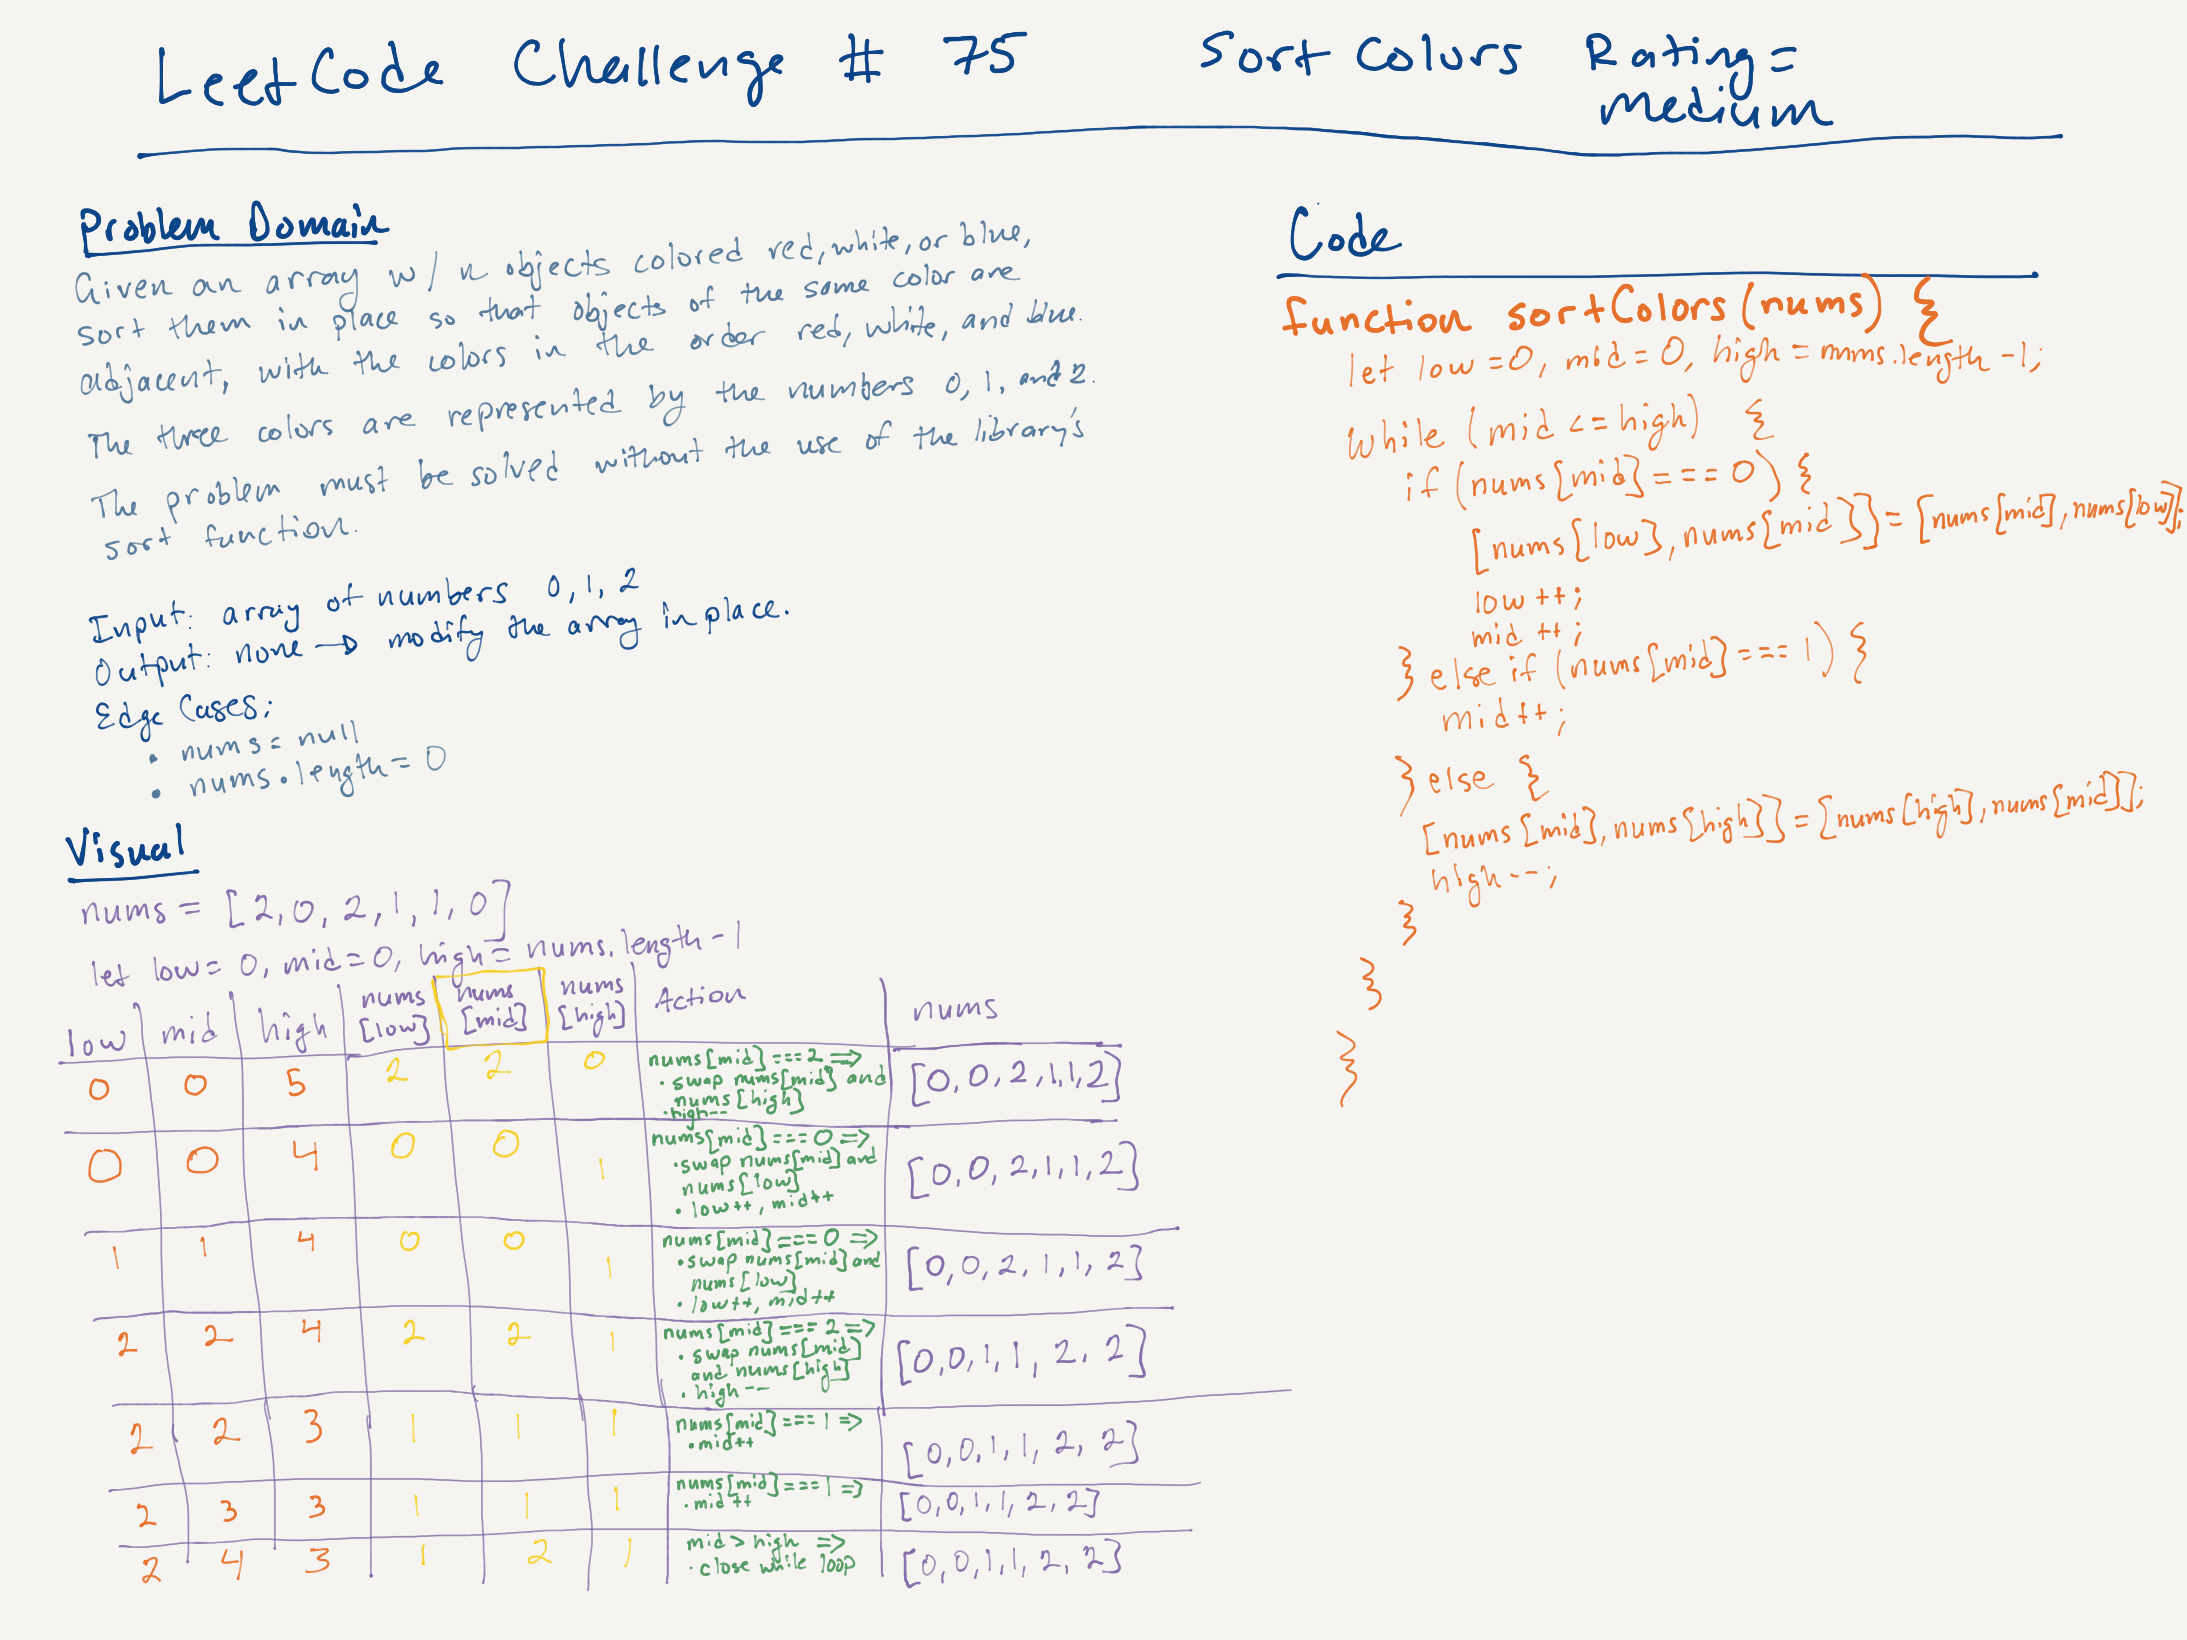 LeetCode Challenge # 75 Sort Colors Rating =
Medium
Problem Domain
Given an array w/ n objects colored red, white, or blue,
sort them in place so that objects of the same color are
adjacent, with the colors in the order red, white, and blue.
The three colors are represented by the numbers 0, 1, and 2.
The problem must be solved without the use of the library's
sort function.
Input: array of numbers 0, 1, 2
Output: none → modify the array in place.
Edge Cases:
• nums = null
• nums.length = 0
Visual
nums = [2, 0, 2, 1, 1, 0]
let low = 0, mid = 0, high = nums.length - 1
low mid high nums [low] nums [mid] nums [high] Action nums
0 0 5 2 2 0
nums[mid] === 2 =>
• swap nums[mid] and
nums[high]
• high--
[0, 0, 2, 1, 1, 2]
0 0 4 0 0 1
nums[mid] === 0 =>
• swap nums[mid] and
nums[low]
• low++, mid++
[0, 0, 2, 1, 1, 2]
1 1 4 0 0 1
nums[mid] === 0 =>
• swap nums[mid] and
nums[low]
• low++, mid++
[0, 0, 2, 1, 1, 2]
2 2 4 2 2 1
nums[mid] === 2 =>
• swap nums[mid]
and nums[high]
• high--
[0, 0, 1, 1, 2, 2]
2 2 3 1 1 1
nums[mid] === 1 =>
• mid++
[0, 0, 1, 1, 2, 2]
2 3 3 1 1 1
nums[mid] === 1 =>
• mid++
[0, 0, 1, 1, 2, 2]
2 4 3 1 2 1
mid > high =>
• close while loop
[0, 0, 1, 1, 2, 2]
Code
function sortColors(nums) {
let low = 0, mid = 0, high = nums.length - 1;
while (mid <= high) {
if (nums[mid] === 0) {
[nums[low], nums[mid]] = [nums[mid], nums[low]];
low++;
mid++;
} else if (nums[mid] === 1) {
mid++;
} else {
[nums[mid], nums[high]] = [nums[high], nums[mid]];
high--;
}
}
}